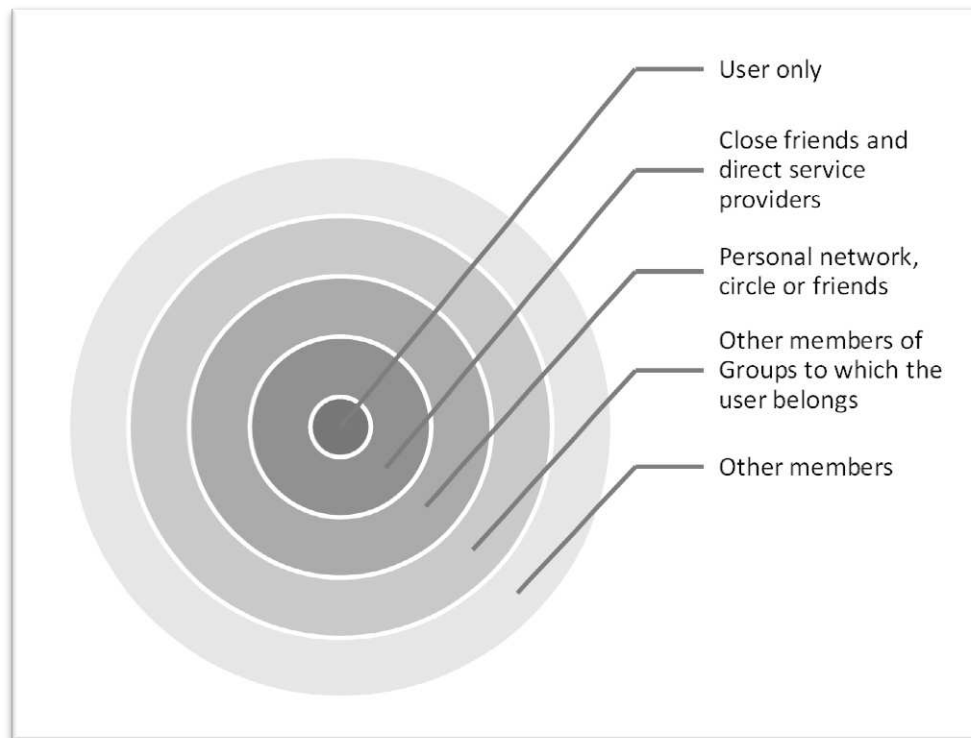 User only
Close friends and
direct service
providers
Personal network,
circle or friends
Other members of
Groups to which the
user belongs
Other members